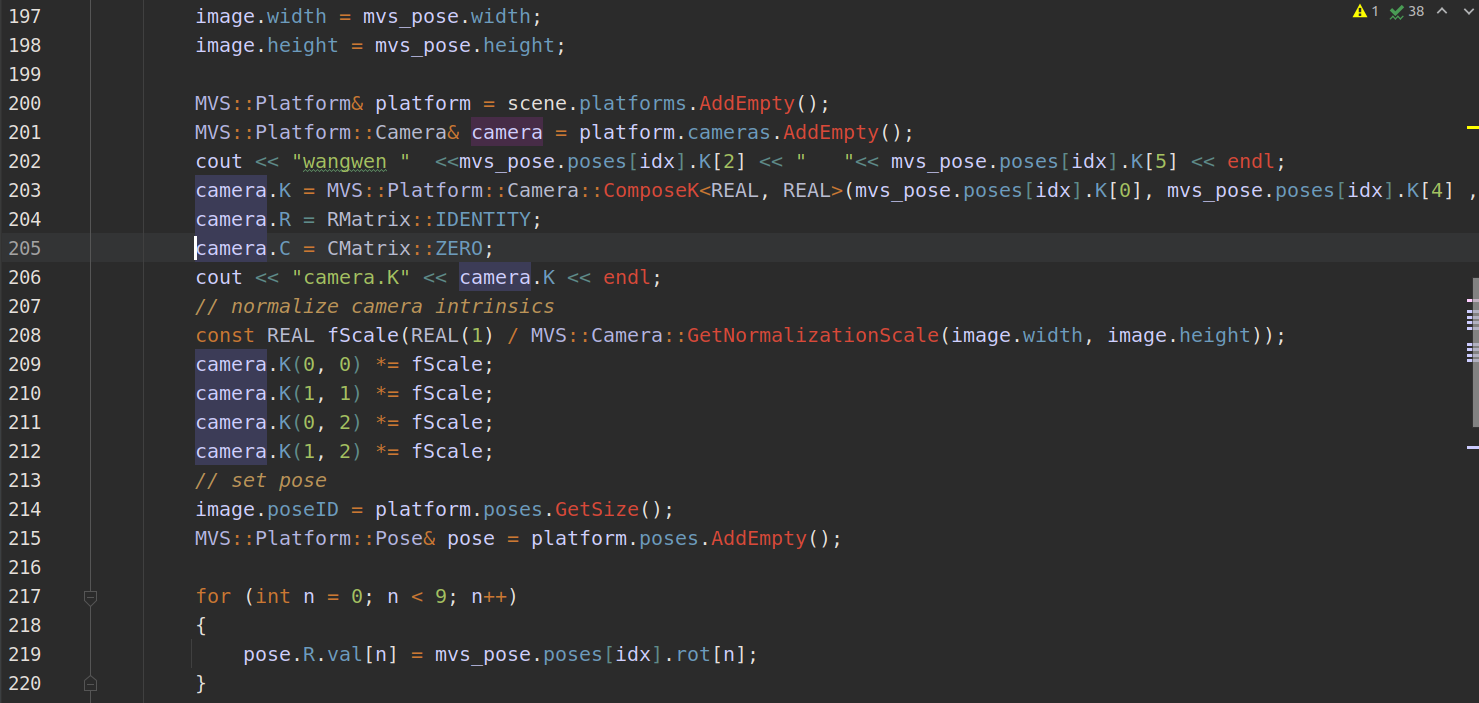 1 38
197 image.width = mvs_pose.width;
198 image.height = mvs_pose.height;
199
200 MVS::Platform& platform = scene.platforms.AddEmpty();
201 MVS::Platform::Camera& camera = platform.cameras.AddEmpty();
202 cout << "wangwen "  <<mvs_pose.poses[idx].K[2] << "   "<< mvs_pose.poses[idx].K[5] << endl;
203 camera.K = MVS::Platform::Camera::ComposeK<REAL, REAL>(mvs_pose.poses[idx].K[0], mvs_pose.poses[idx].K[4] ,
204 camera.R = RMatrix::IDENTITY;
205 camera.C = CMatrix::ZERO;
206 cout << "camera.K" << camera.K << endl;
207 // normalize camera intrinsics
208 const REAL fScale(REAL(1) / MVS::Camera::GetNormalizationScale(image.width, image.height));
209 camera.K(0, 0) *= fScale;
210 camera.K(1, 1) *= fScale;
211 camera.K(0, 2) *= fScale;
212 camera.K(1, 2) *= fScale;
213 // set pose
214 image.poseID = platform.poses.GetSize();
215 MVS::Platform::Pose& pose = platform.poses.AddEmpty();
216
217 for (int n = 0; n < 9; n++)
218 {
219 pose.R.val[n] = mvs_pose.poses[idx].rot[n];
220 }